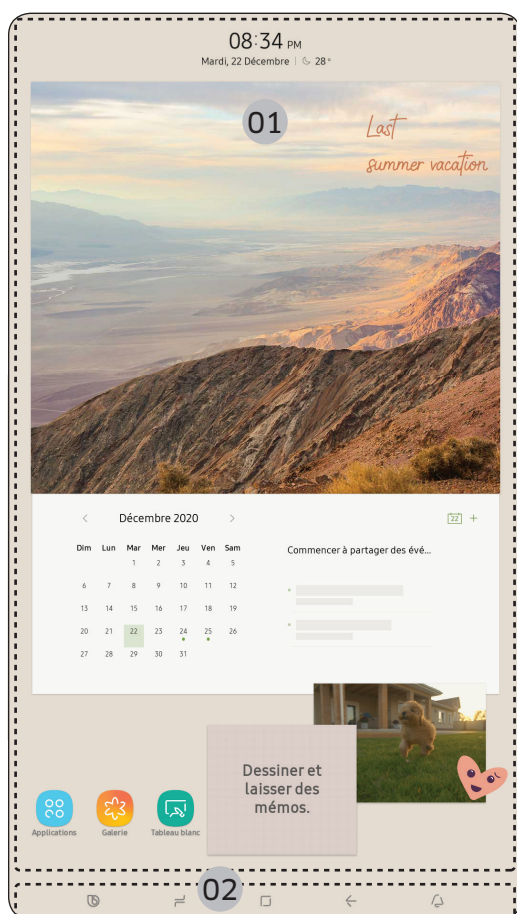 08:34 PM
Mardi, 22 Décembre | 28°
01
Last
summer vacation
Décembre 2020
22
Dim Lun Mar Mer Jeu Ven Sam
1 2 3 4 5
6 7 8 9 10 11 12
13 14 15 16 17 18 19
20 21 22 23 24 25 26
27 28 29 30 31
Commencer à partager des évé...
Dessiner et
laisser des
mémos.
Applications Galerie Tableau blanc
02